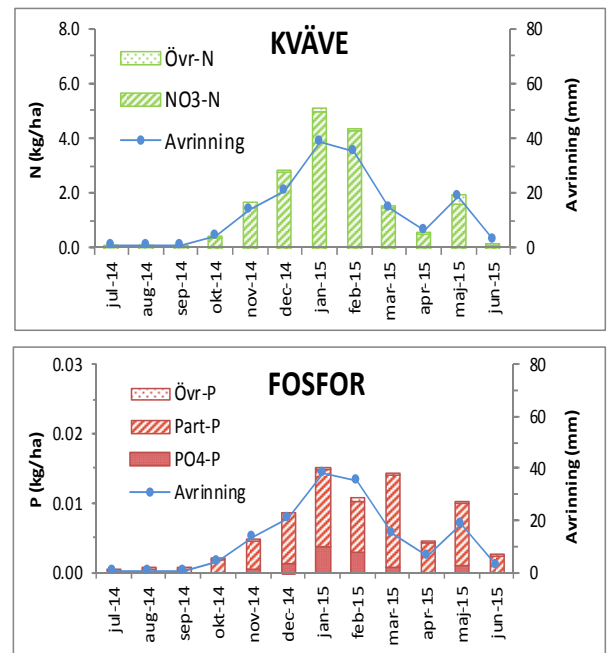 KVÄVE
8.0
6.0
4.0
2.0
0.0
N (kg/ha)
Övr-N
NO3-N
Avrinning
80
60
40
20
0
Avrinning (mm)
jul-14
aug-14
sep-14
okt-14
nov-14
dec-14
jan-15
feb-15
mar-15
apr-15
maj-15
jun-15
FOSFOR
0.03
0.02
0.01
0.00
P (kg/ha)
Övr-P
Part-P
PO4-P
Avrinning
80
60
40
20
0
Avrinning (mm)
jul-14
aug-14
sep-14
okt-14
nov-14
dec-14
jan-15
feb-15
mar-15
apr-15
maj-15
jun-15